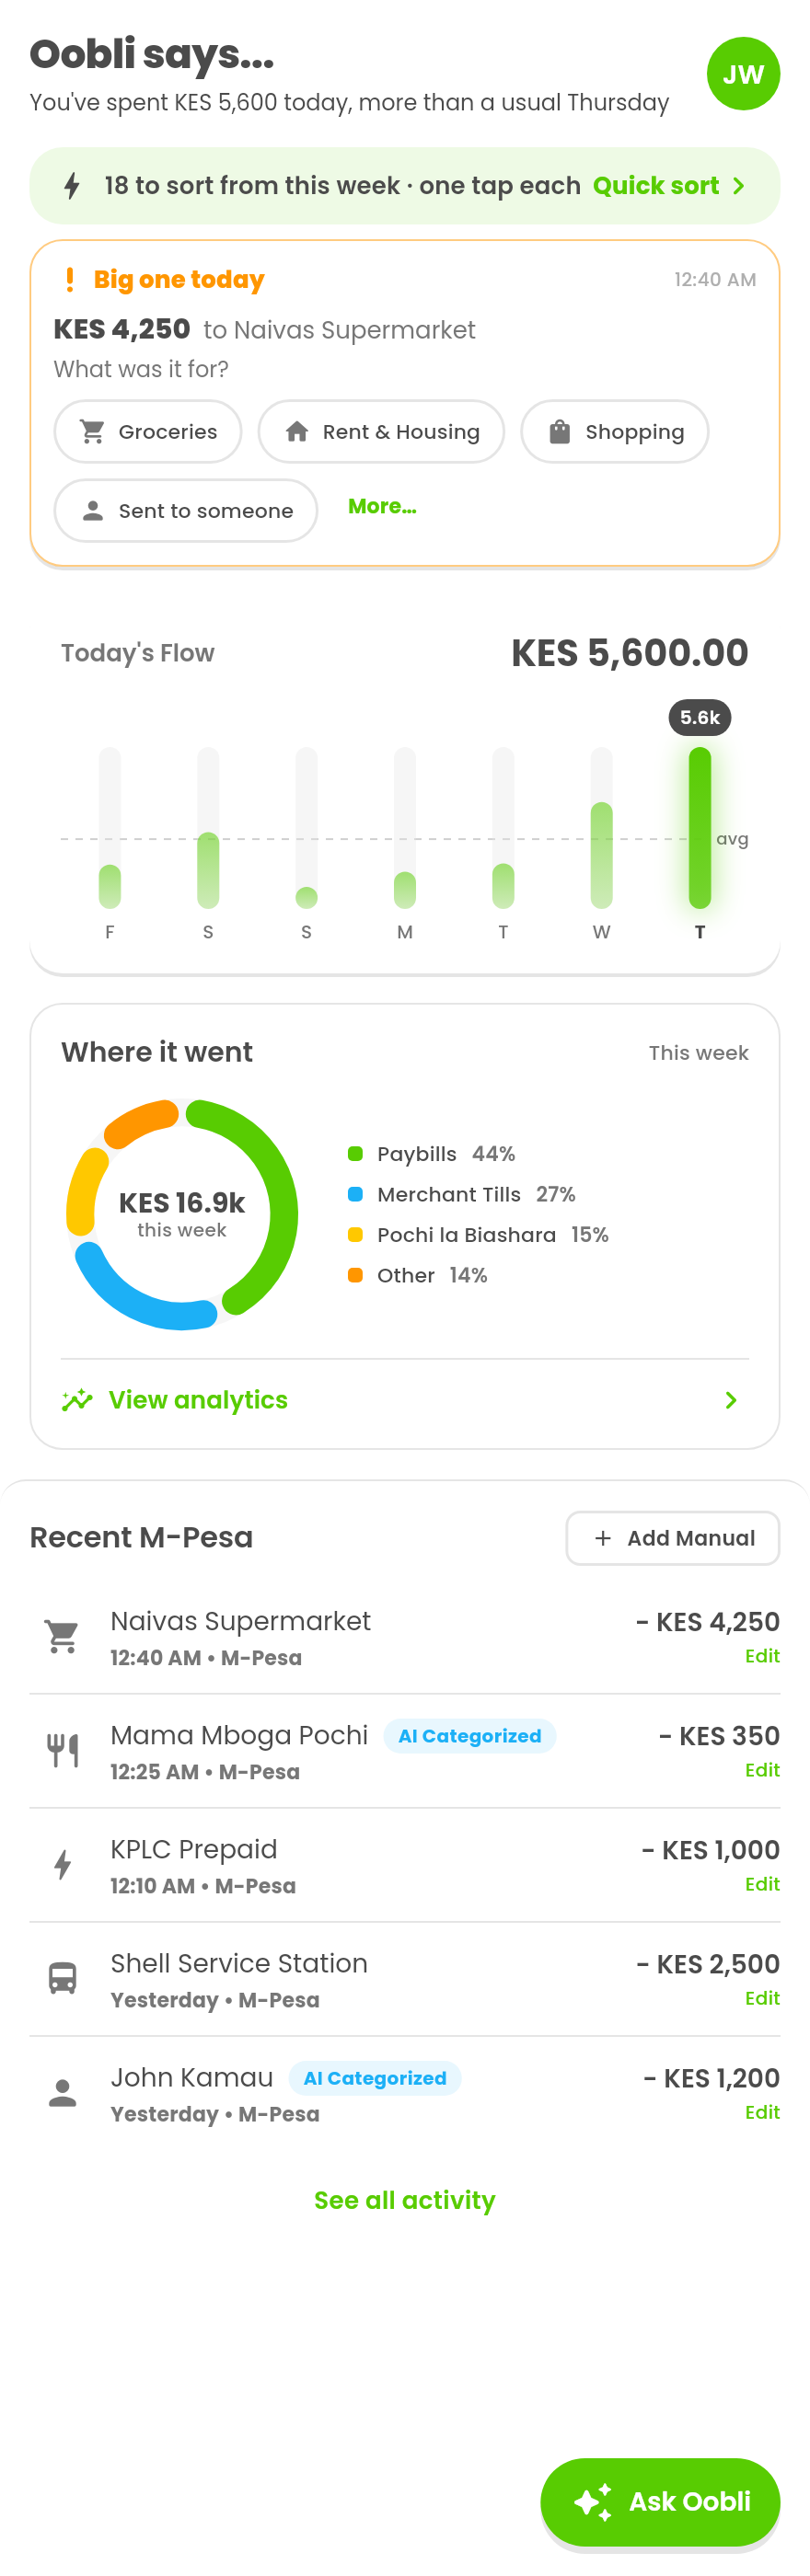 Oobli says...
You've spent KES 5,600 today, more than a usual Thursday
JW
18 to sort from this week · one tap each Quick sort
Big one today 12:40 AM
KES 4,250 to Naivas Supermarket
What was it for?
Groceries Rent & Housing Shopping
Sent to someone More...
Today's Flow KES 5,600.00
5.6k
avg
F S S M T W T
Where it went This week
KES 16.9k
this week
Paybills 44%
Merchant Tills 27%
Pochi la Biashara 15%
Other 14%
View analytics
Recent M-Pesa + Add Manual
Naivas Supermarket - KES 4,250
12:40 AM • M-Pesa Edit
Mama Mboga Pochi AI Categorized - KES 350
12:25 AM • M-Pesa Edit
KPLC Prepaid - KES 1,000
12:10 AM • M-Pesa Edit
Shell Service Station - KES 2,500
Yesterday • M-Pesa Edit
John Kamau AI Categorized - KES 1,200
Yesterday • M-Pesa Edit
See all activity
Ask Oobli